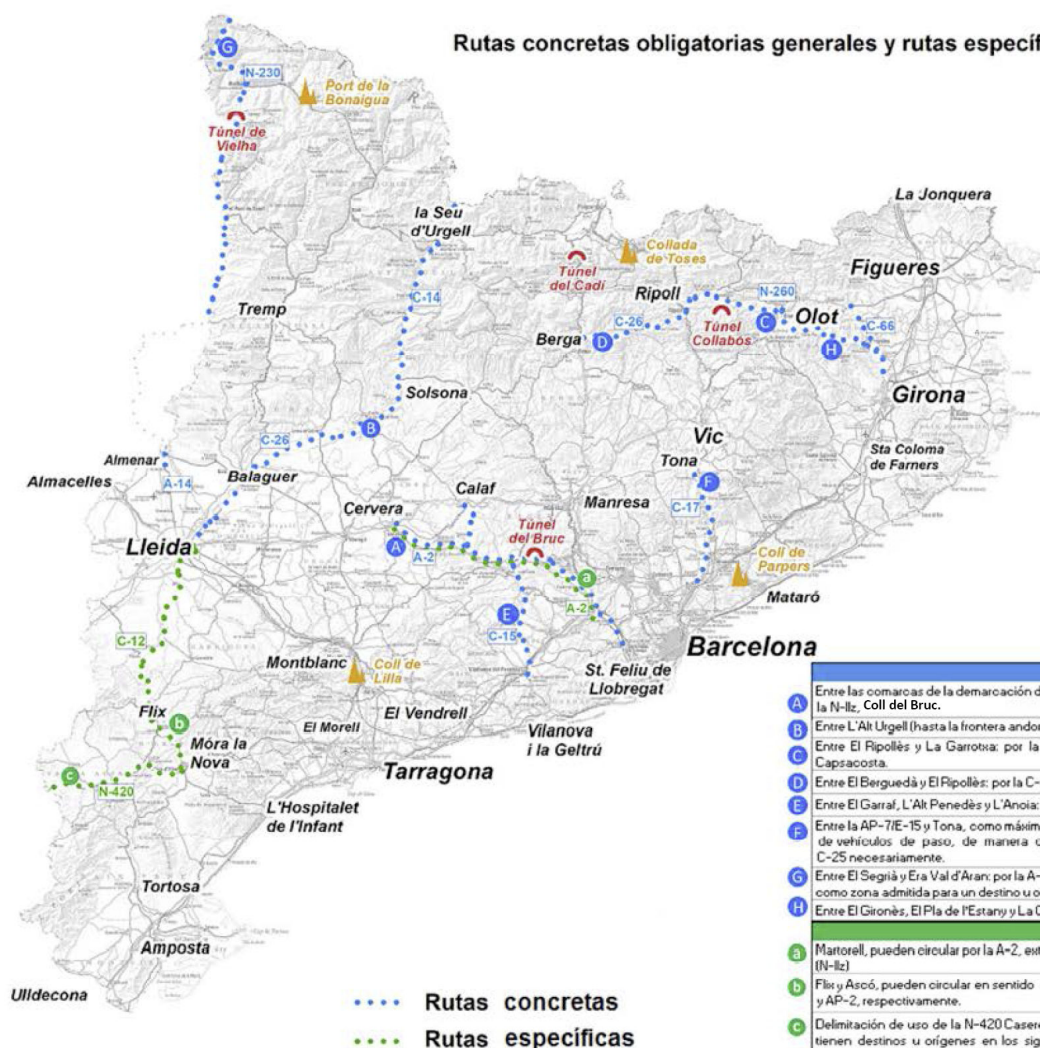 Rutas concretas obligatorias generales y rutas específi
G
N-230
Port de la
Bonaigua
Túnel de
Vielha
la Seu
d'Urgell
La Jonquera
Collada
de Toses
Túnel
del Cadí
Figueres
C-14
Ripoll
N-260
Tremp
C-26
Túnel
Collabós
C
Olot
C-66
Berga
D
H
Girona
Solsona
B
C-26
Vic
Sta Coloma
de Farners
Almenar
Tona
Almacelles
A-14
Balaguer
F
Calaf
Manresa
Cervera
C-17
Túnel
del Bruc
Lleida
A
A-2
Coll de
Parpers
a
Mataró
A-2
E
C-15
C-12
Barcelona
Montblanc
Coll de
Lilla
St. Feliu de
Llobregat
Flix
b
El Morell
El Vendrell
Vilanova
i la Geltrú
Móra la
Nova
Tarragona
c
N-420
L'Hospitalet
de l'Infant
Tortosa
Amposta
Ulldecona
Rutas concretas
Rutas específicas
A Entre las comarcas de la demarcación d
la N-IIz, Coll del Bruc.
B Entre L'Alt Urgell (hasta la frontera andor
C Entre El Ripollès y La Garrotxa: por la
Capsacosta.
D Entre El Berguedà y El Ripollès: por la C-
E Entre El Garraf, L'Alt Penedès y L'Anoia:
F Entre la AP-7/E-15 y Tona, como máxim
de vehículos de paso, de manera q
C-25 necesariamente.
G Entre El Segrià y Era Val d'Aran: por la A-
como zona admitida para un destino u o
H Entre El Gironès, El Pla de l'Estany y La G
a Martorell, pueden circular por la A-2, ext
(N-IIz)
b Flix y Ascó, pueden circular en sentido
y AP-2, respectivamente.
c Delimitación de uso de la N-420 Casere
tienen destinos u orígenes en los sig